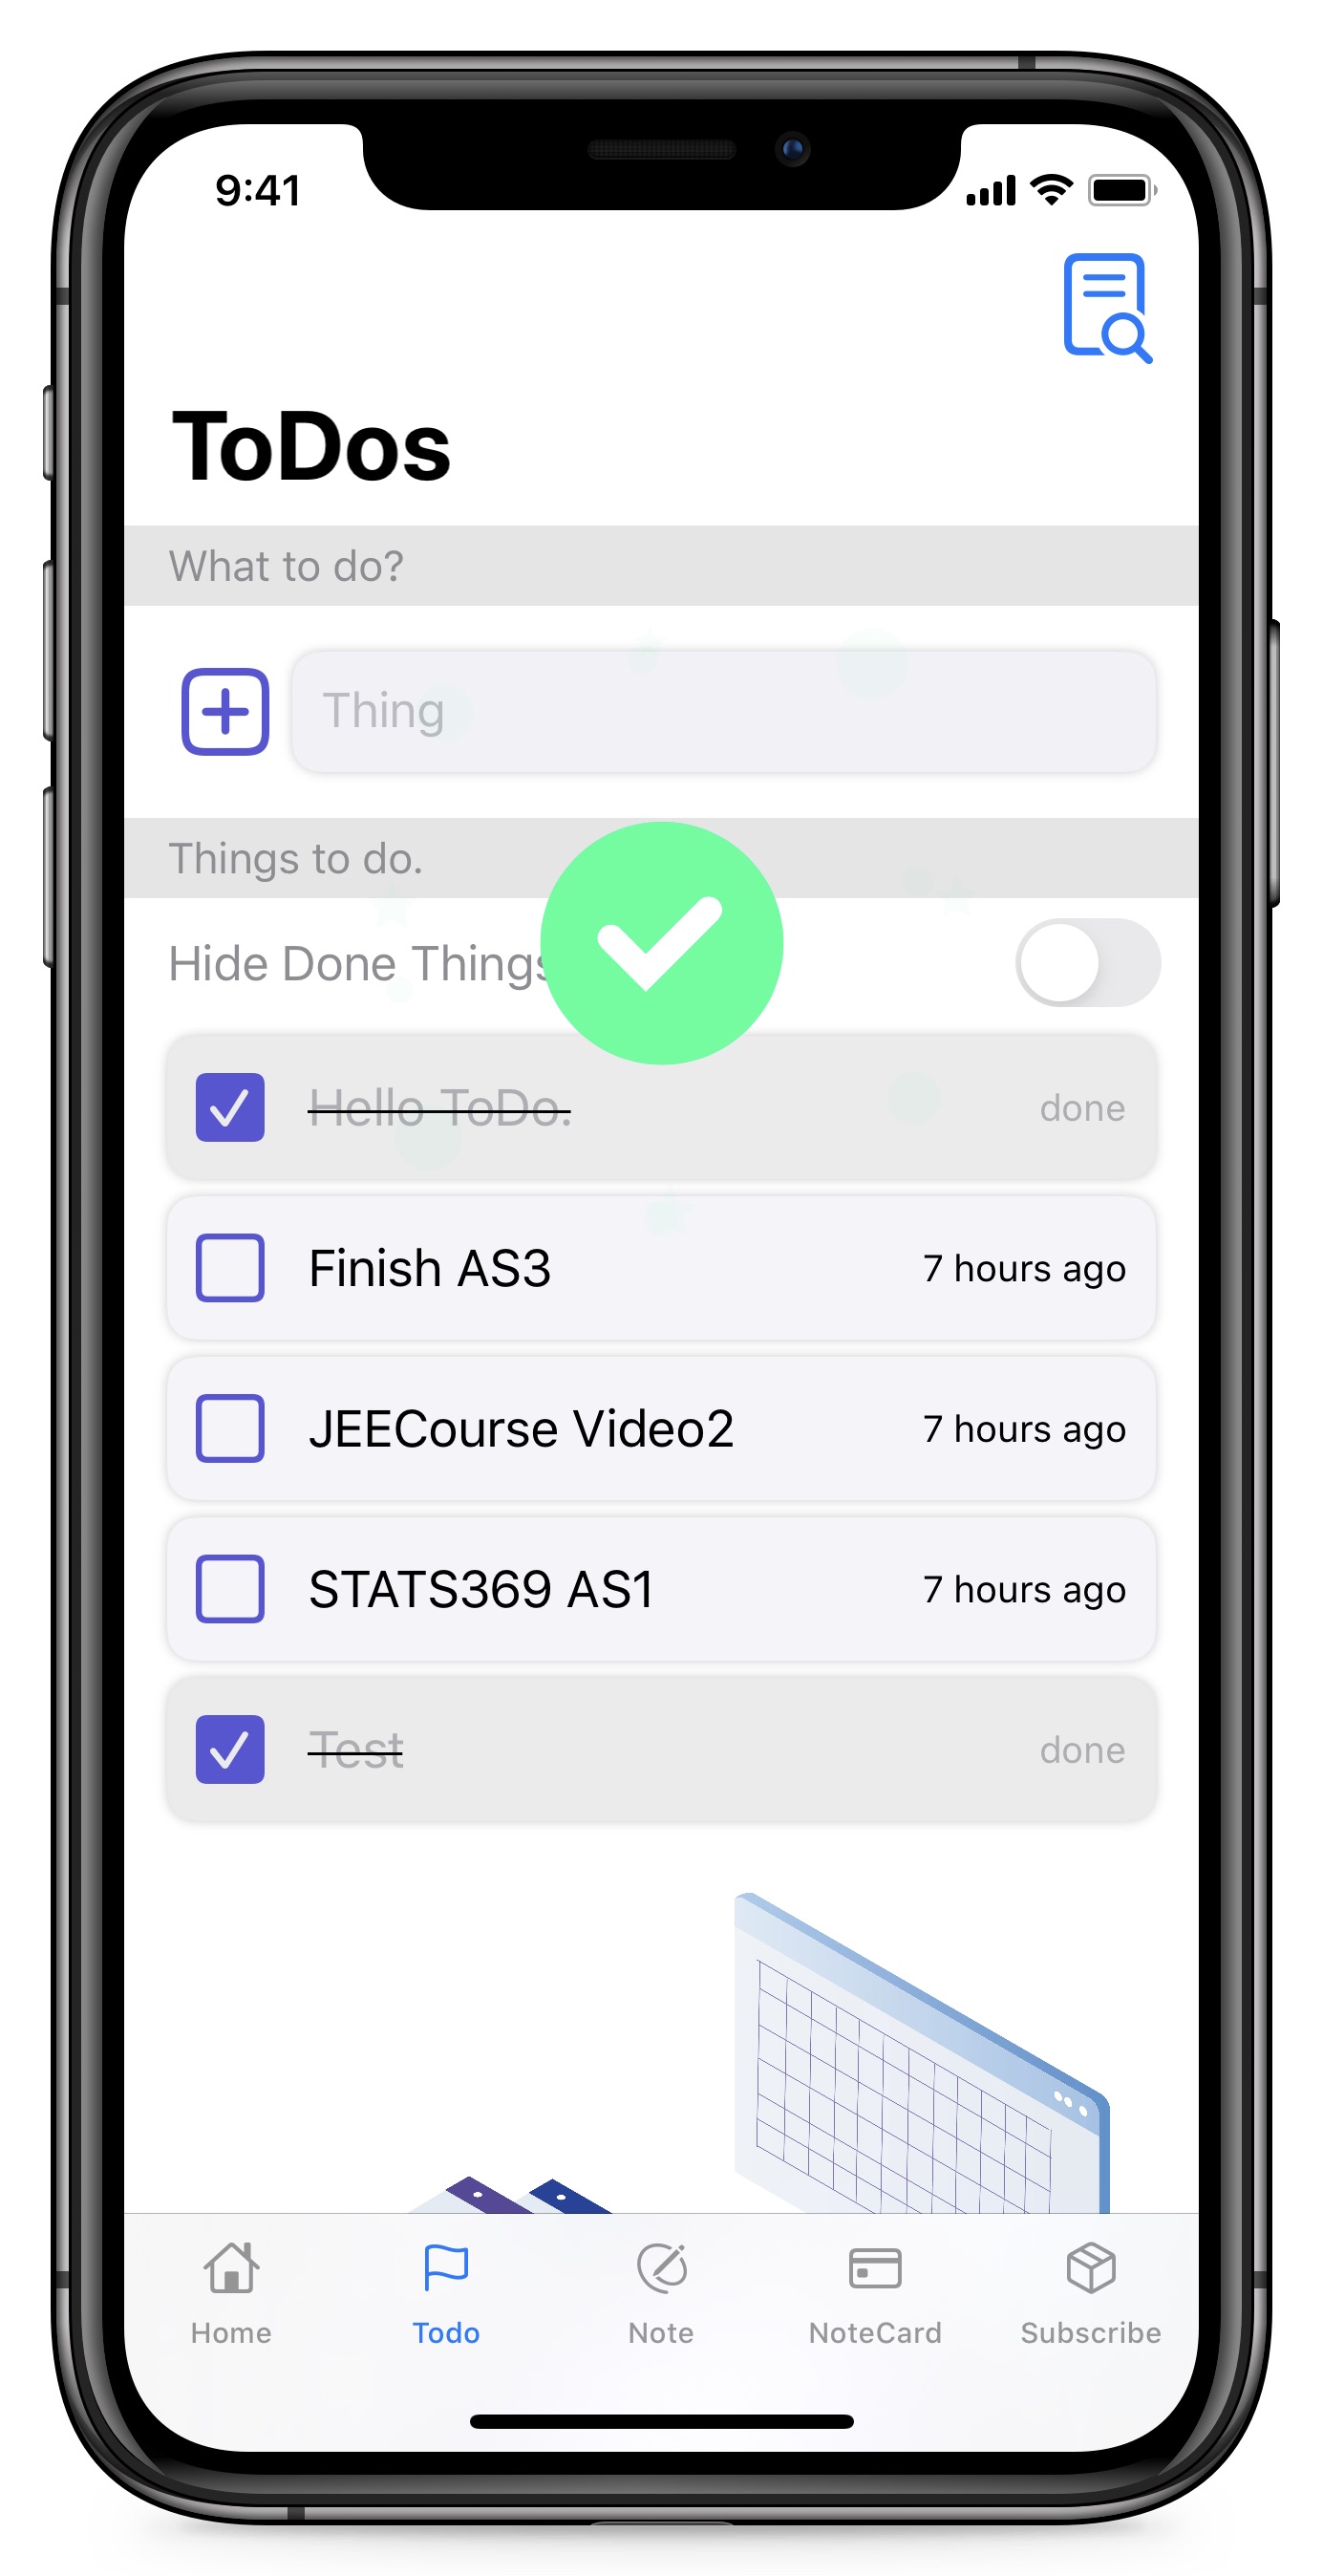 9:41
ToDos
What to do?
Thing
Things to do.
Hide Done Things
Hello ToDo.
done
Finish AS3
7 hours ago
JEECourse Video2
7 hours ago
STATS369 AS1
7 hours ago
Test
done
Home
Todo
Note
NoteCard
Subscribe